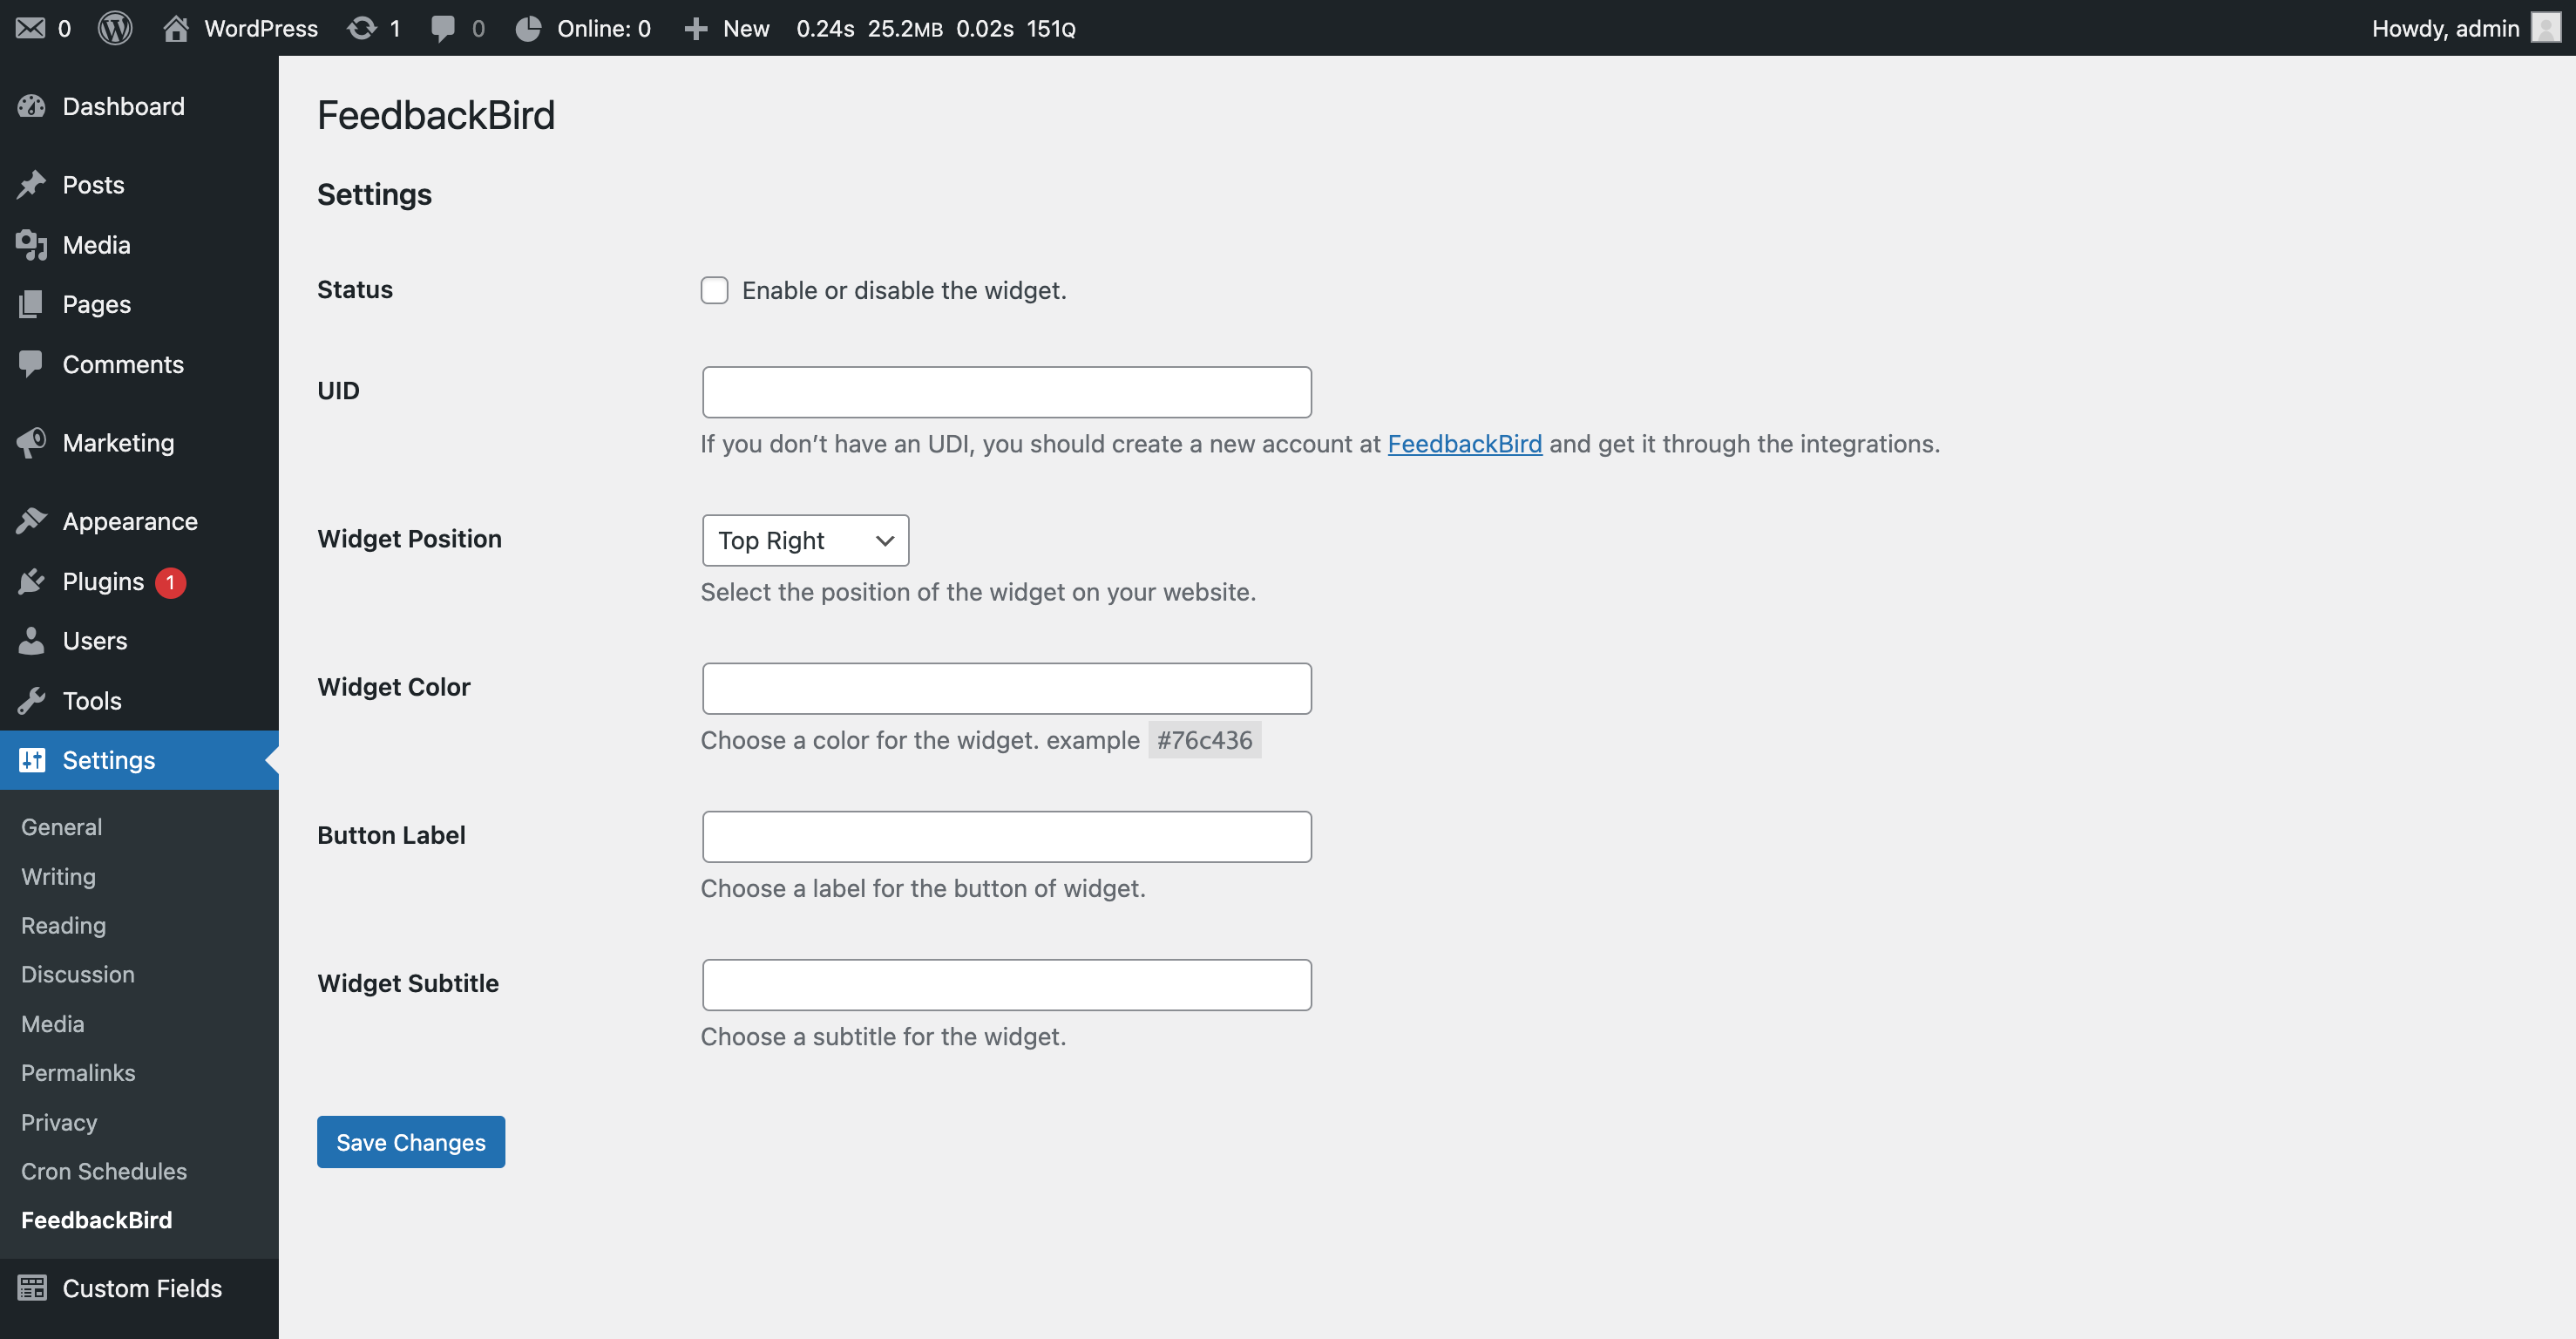 0 WordPress 1 0 Online: 0 New 0.24s 25.2MB 0.02s 151Q Howdy, admin
Dashboard
Posts
Media
Pages
Comments
Marketing
Appearance
Plugins 1
Users
Tools
Settings
General
Writing
Reading
Discussion
Media
Permalinks
Privacy
Cron Schedules
FeedbackBird
Custom Fields
FeedbackBird
Settings
Status Enable or disable the widget.
UID
If you don’t have an UDI, you should create a new account at FeedbackBird and get it through the integrations.
Widget Position Top Right
Select the position of the widget on your website.
Widget Color
Choose a color for the widget. example #76c436
Button Label
Choose a label for the button of widget.
Widget Subtitle
Choose a subtitle for the widget.
Save Changes